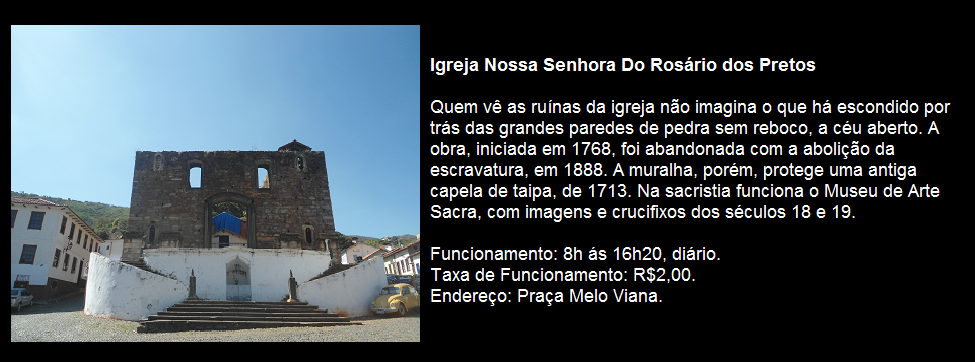 Igreja Nossa Senhora Do Rosário dos Pretos
Quem vê as ruínas da igreja não imagina o que há escondido por
trás das grandes paredes de pedra sem reboco, a céu aberto. A
obra, iniciada em 1768, foi abandonada com a abolição da
escravatura, em 1888. A muralha, porém, protege uma antiga
capela de taipa, de 1713. Na sacristia funciona o Museu de Arte
Sacra, com imagens e crucifixos dos séculos 18 e 19.
Funcionamento: 8h ás 16h20, diário.
Taxa de Funcionamento: R$2,00.
Endereço: Praça Melo Viana.